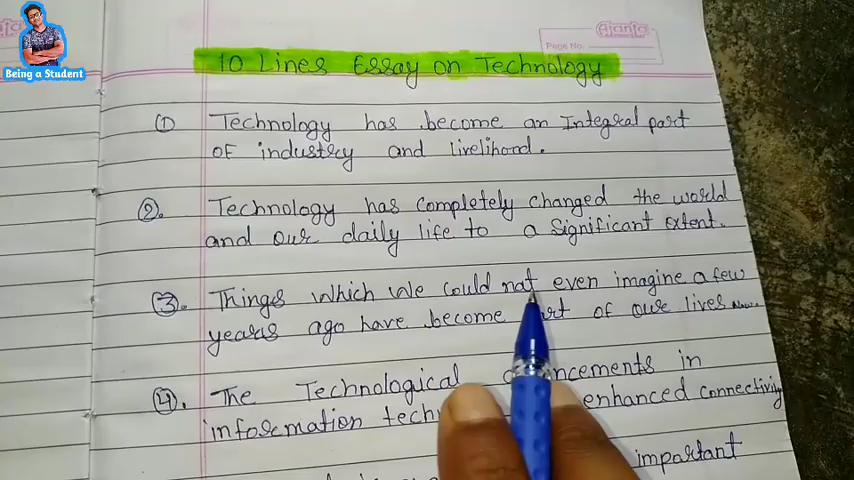 Ajanta
Page No.
Being a Student
10 Lines Essay on Technology
① Technology has become an Integral part
of industry and livelihood.
②. Technology has completely changed the world
and our daily life to a significant extent.
③. Things which we could not even imagine a few
years ago have become of our lives now.
④. The Technological in
information enhanced connectivity
important